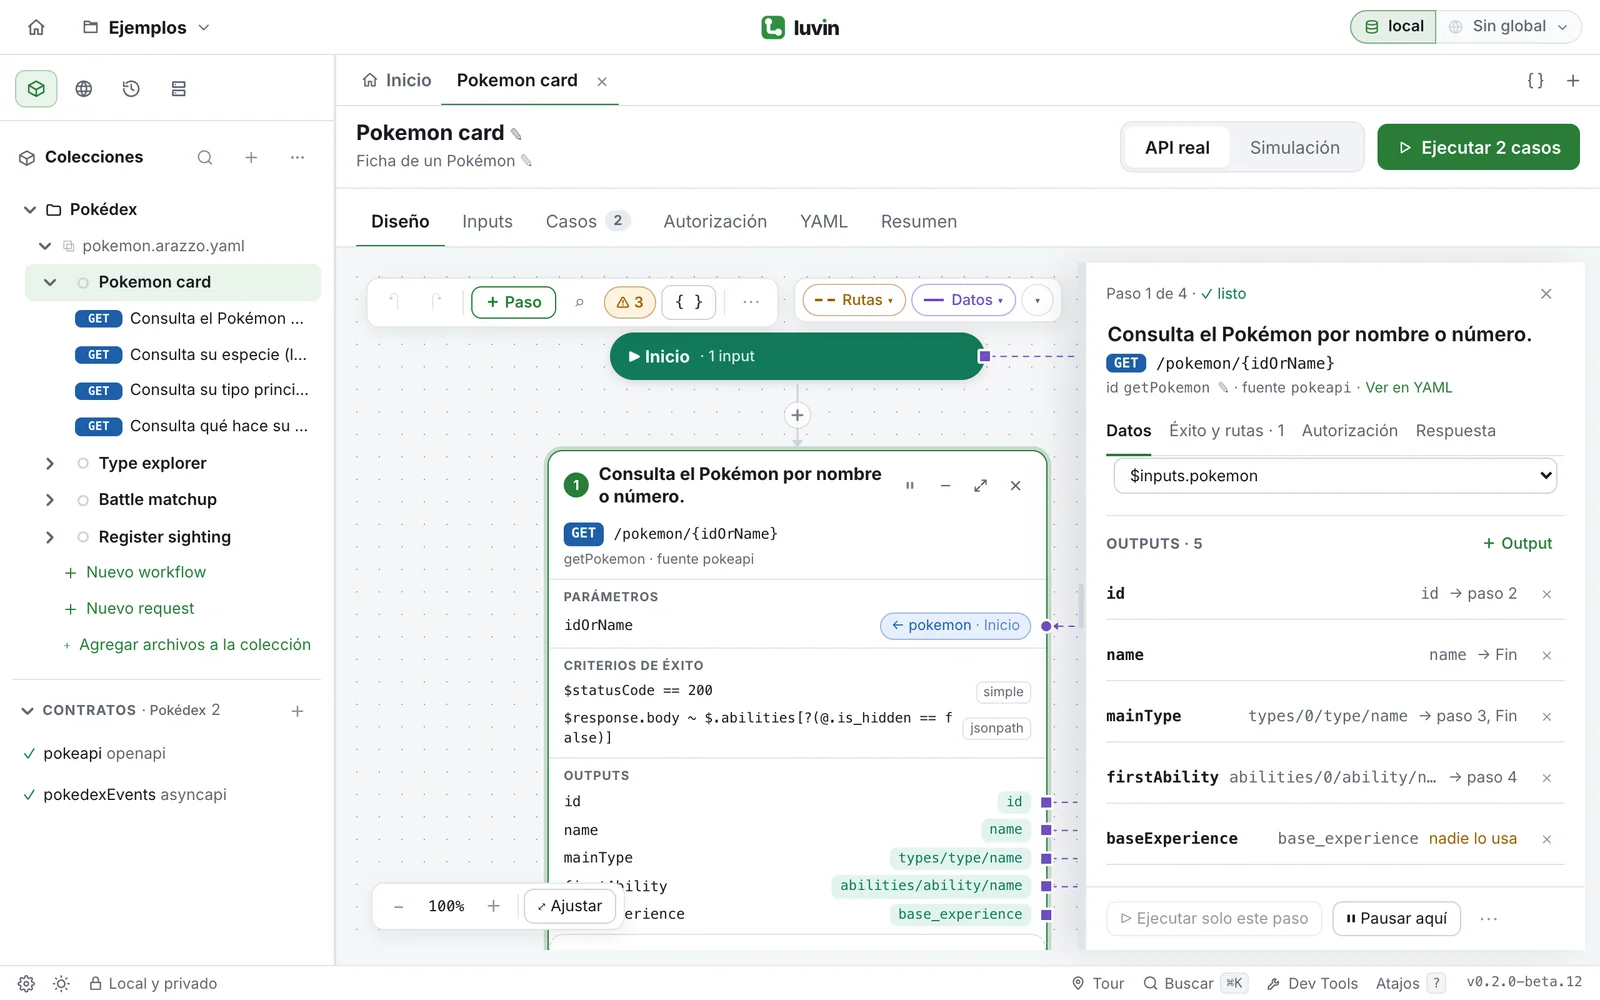 Ejemplos
luvin
local
Sin global
Inicio
Pokemon card
Colecciones
Pokédex
pokemon.arazzo.yaml
Pokemon card
GET Consulta el Pokémon ...
GET Consulta su especie (l...
GET Consulta su tipo princi...
GET Consulta qué hace su ...
Type explorer
Battle matchup
Register sighting
+ Nuevo workflow
+ Nuevo request
+ Agregar archivos a la colección
CONTRATOS · Pokédex 2
pokeapi openapi
pokedexEvents asyncapi
Pokemon card
Ficha de un Pokémon
API real
Simulación
Ejecutar 2 casos
Diseño
Inputs
Casos 2
Autorización
YAML
Resumen
+ Paso
3
{ }
...
Rutas
Datos
Inicio · 1 input
1
Consulta el Pokémon por nombre
o número.
GET /pokemon/{idOrName}
getPokemon · fuente pokeapi
PARÁMETROS
idOrName
← pokemon · Inicio
CRITERIOS DE ÉXITO
$statusCode == 200
simple
$response.body ~ $.abilities[?(@.is_hidden == f
alse)]
jsonpath
OUTPUTS
id
id
name
name
mainType
types/type/name
abilities/ability/name
base_experience
− 100% +
Ajustar
Paso 1 de 4 · ✓ listo
Consulta el Pokémon por nombre o número.
GET /pokemon/{idOrName}
id getPokemon · fuente pokeapi · Ver en YAML
Datos
Éxito y rutas · 1
Autorización
Respuesta
$inputs.pokemon
OUTPUTS · 5
+ Output
id
id → paso 2
name
name → Fin
mainType
types/0/type/name → paso 3, Fin
firstAbility
abilities/0/ability/n… → paso 4
baseExperience
base_experience nadie lo usa
Ejecutar solo este paso
Pausar aquí
...
Local y privado
Tour
Buscar ⌘K
Dev Tools
Atajos ?
v0.2.0-beta.12